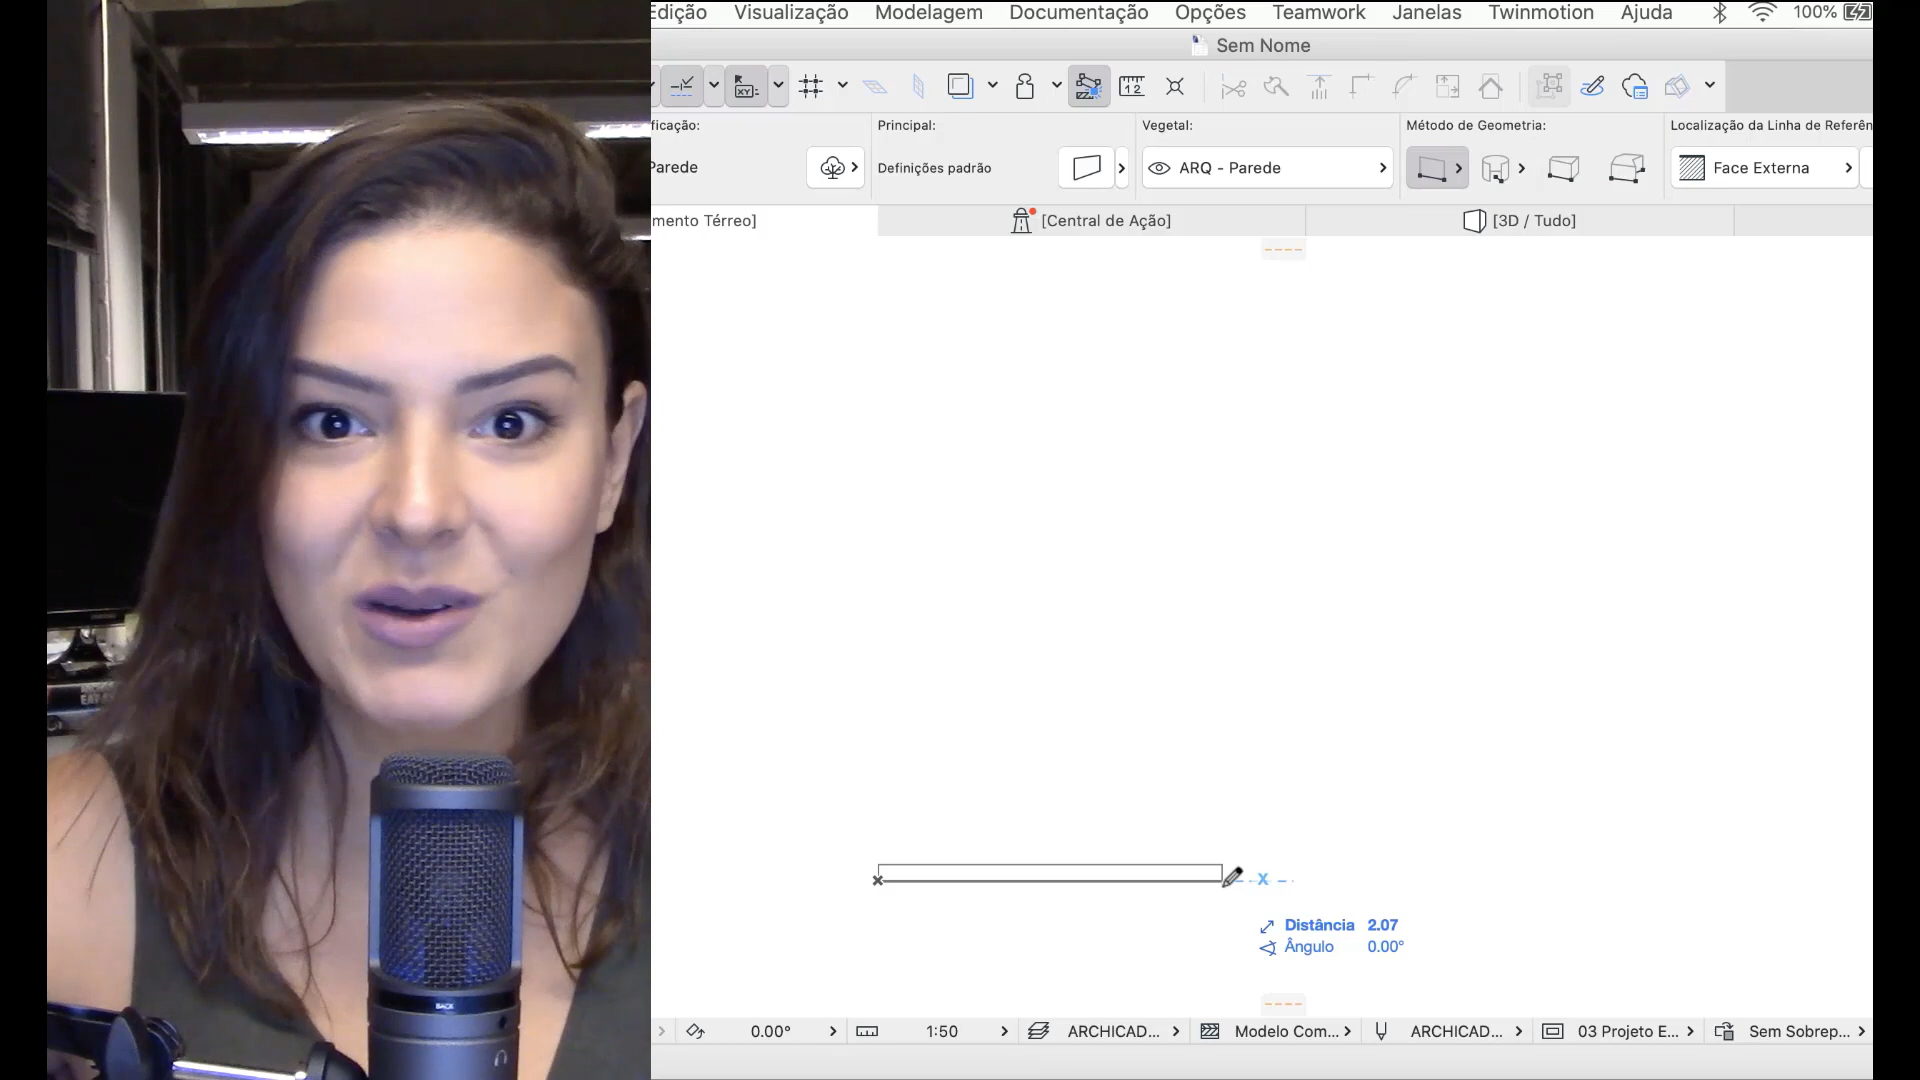 Edição Visualização Modelagem Documentação Opções Teamwork Janelas Twinmotion Ajuda 100%
Sem Nome
ficação: Principal: Vegetal: Método de Geometria: Localização da Linha de Referên
Parede Definições padrão ARQ - Parede Face Externa
mento Térreo] [Central de Ação] [3D / Tudo]
Distância 2.07
Ângulo 0.00°
0.00° 1:50 ARCHICAD... Modelo Com... ARCHICAD... 03 Projeto E... Sem Sobrep...
BACK